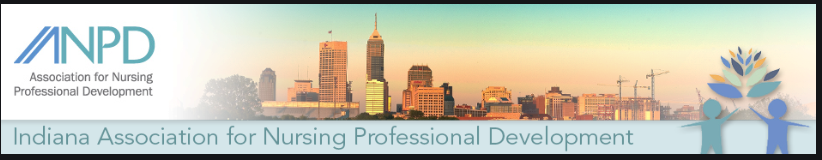 ANPD
Association for Nursing
Professional Development
Indiana Association for Nursing Professional Development